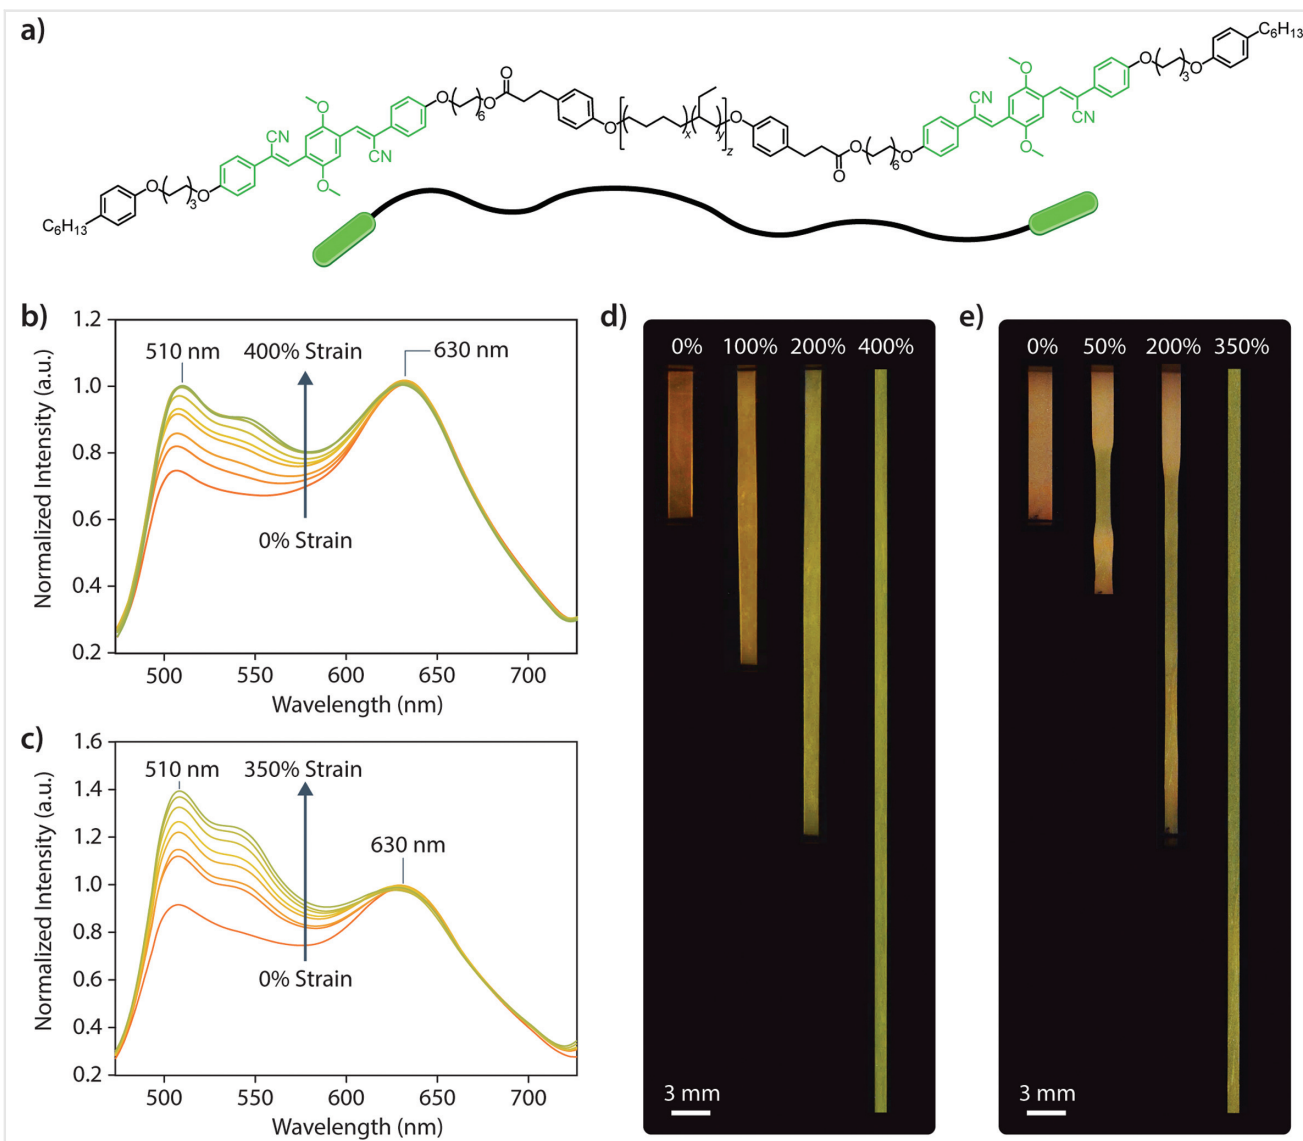 a)
C6H13
O
O
CN
O
O
CN
O
6
O
O
O
x
y
z
O
O
O
6
O
CN
O
O
CN
O
3
O
C6H13
3
b)
1.2
1.0
0.8
0.6
0.4
0.2
Normalized Intensity (a.u.)
510 nm
400% Strain
630 nm
0% Strain
500 550 600 650 700
Wavelength (nm)
c)
1.6
1.4
1.2
1.0
0.8
0.6
0.4
0.2
Normalized Intensity (a.u.)
510 nm
350% Strain
630 nm
0% Strain
500 550 600 650 700
Wavelength (nm)
d)
0% 100% 200% 400%
3 mm
e)
0% 50% 200% 350%
3 mm